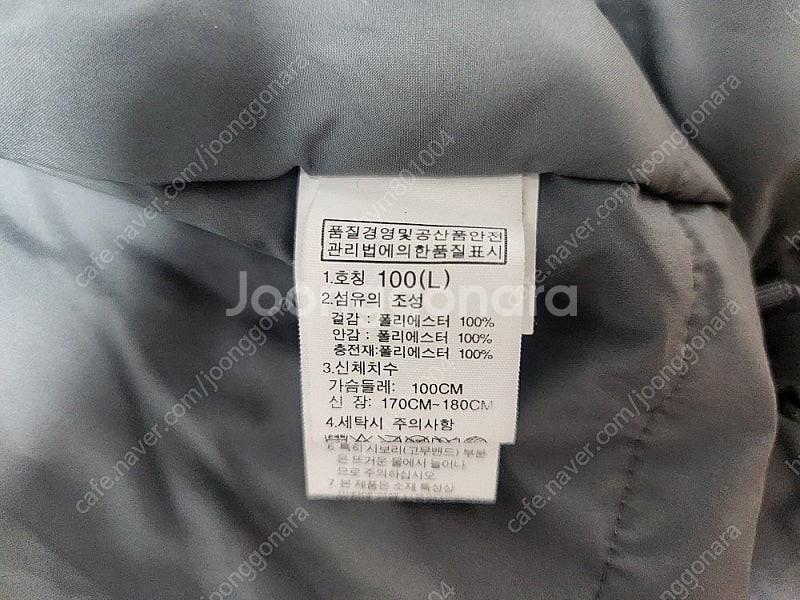 품질경영및공산품안전
관리법에의한품질표시
1.호칭 100(L)
2.섬유의 조성
겉감 : 폴리에스터 100%
안감 : 폴리에스터 100%
충전재:폴리에스터 100%
3.신체치수
가슴둘레: 100CM
신 장: 170CM~180CM
4.세탁시 주의사항
6. 특히 시보리(고무밴드) 부분
은 뜨거운 물에서 늘어나
므로 주의하십시오.
7. 본 제품은 소재 특성상
Joonggonara
cafe.naver.com/joonggonara